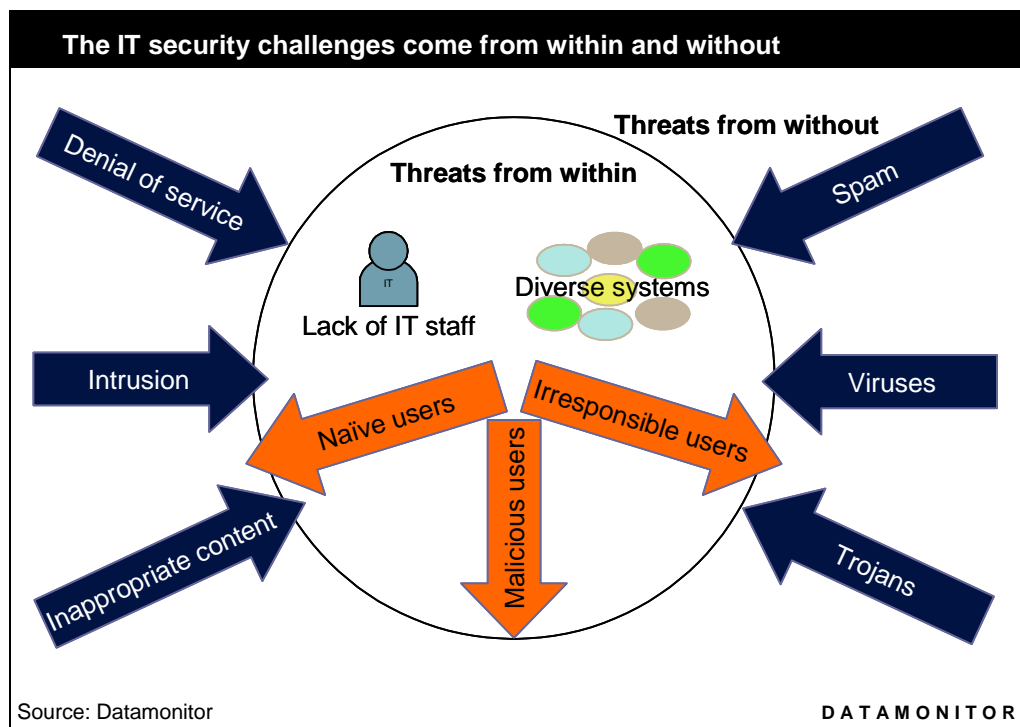 The IT security challenges come from within and without
Threats from without
Threats from within
Denial of service
Spam
IT
Lack of IT staff
Diverse systems
Intrusion
Viruses
Naïve users
Irresponsible users
Malicious users
Inappropriate content
Trojans
Source: Datamonitor
DATAMONITOR